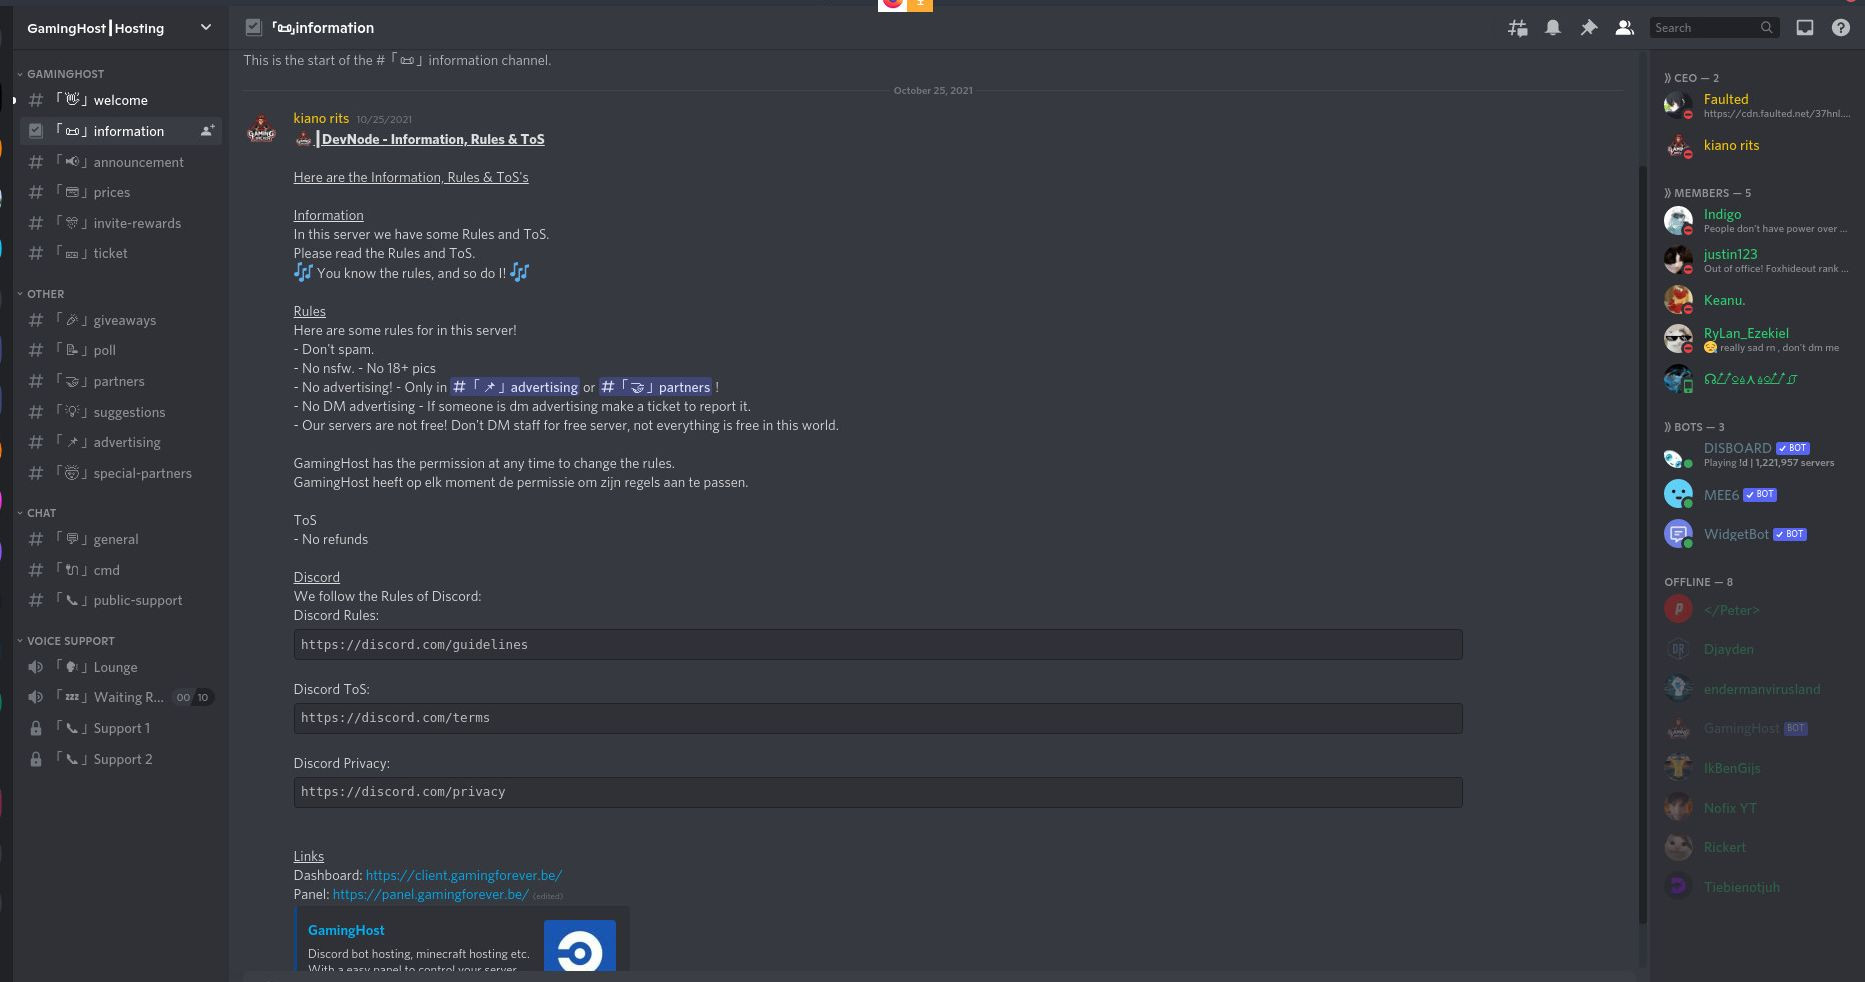 GamingHost┃Hosting
GAMINGHOST
「👋」welcome
「📜」information
「📢」announcement
「💳」prices
「🎊」invite-rewards
「🎫」ticket
OTHER
「🎉」giveaways
「📝」poll
「🤝」partners
「💡」suggestions
「📌」advertising
「🤯」special-partners
CHAT
「💬」general
「🔌」cmd
「📞」public-support
VOICE SUPPORT
「🗣」Lounge
「💤」Waiting R... 00 10
「📞」Support 1
「📞」Support 2
「📜」information
Search
This is the start of the #「📜」information channel.
October 25, 2021
kiano rits 10/25/2021
┃DevNode - Information, Rules & ToS
Here are the Information, Rules & ToS's
Information
In this server we have some Rules and ToS.
Please read the Rules and ToS.
🎶 You know the rules, and so do I! 🎶
Rules
Here are some rules for in this server!
- Don't spam.
- No nsfw. - No 18+ pics
- No advertising! - Only in #「📌」advertising or #「🤝」partners !
- No DM advertising - If someone is dm advertising make a ticket to report it.
- Our servers are not free! Don't DM staff for free server, not everything is free in this world.
GamingHost has the permission at any time to change the rules.
GamingHost heeft op elk moment de permissie om zijn regels aan te passen.
ToS
- No refunds
Discord
We follow the Rules of Discord:
Discord Rules:
https://discord.com/guidelines
Discord ToS:
https://discord.com/terms
Discord Privacy:
https://discord.com/privacy
Links
Dashboard: https://client.gamingforever.be/
Panel: https://panel.gamingforever.be/ (edited)
GamingHost
Discord bot hosting, minecraft hosting etc.
With a easy panel to control your server
⟫ CEO — 2
Faulted
https://cdn.faulted.net/37hnl...
kiano rits
⟫ MEMBERS — 5
Indigo
People don't have power over ...
justin123
Out of office! Foxhideout rank ...
Keanu.
RyLan_Ezekiel
really sad rn , don't dm me
⟫ BOTS — 3
DISBOARD ✓ BOT
Playing !d | 1,221,957 servers
MEE6 ✓ BOT
WidgetBot ✓ BOT
OFFLINE — 8
</Peter>
Djayden
endermanvirusland
GamingHost BOT
IkBenGijs
Nofix YT
Rickert
Tiebienotjuh